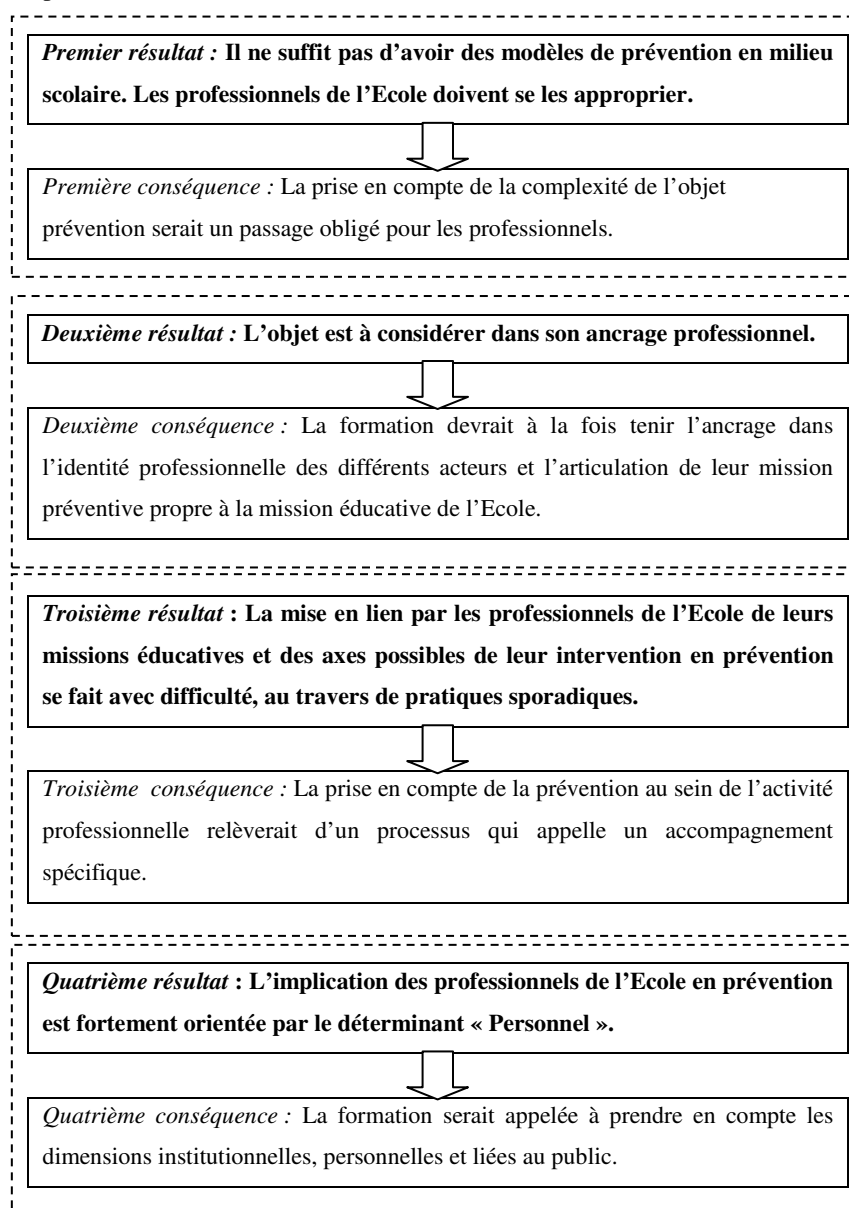 Premier résultat : Il ne suffit pas d'avoir des modèles de prévention en milieu
scolaire. Les professionnels de l'Ecole doivent se les approprier.
Première conséquence : La prise en compte de la complexité de l'objet
prévention serait un passage obligé pour les professionnels.
Deuxième résultat : L'objet est à considérer dans son ancrage professionnel.
Deuxième conséquence : La formation devrait à la fois tenir l'ancrage dans
l'identité professionnelle des différents acteurs et l'articulation de leur mission
préventive propre à la mission éducative de l'Ecole.
Troisième résultat : La mise en lien par les professionnels de l'Ecole de leurs
missions éducatives et des axes possibles de leur intervention en prévention
se fait avec difficulté, au travers de pratiques sporadiques.
Troisième conséquence : La prise en compte de la prévention au sein de l'activité
professionnelle relèverait d'un processus qui appelle un accompagnement
spécifique.
Quatrième résultat : L'implication des professionnels de l'Ecole en prévention
est fortement orientée par le déterminant « Personnel ».
Quatrième conséquence : La formation serait appelée à prendre en compte les
dimensions institutionnelles, personnelles et liées au public.